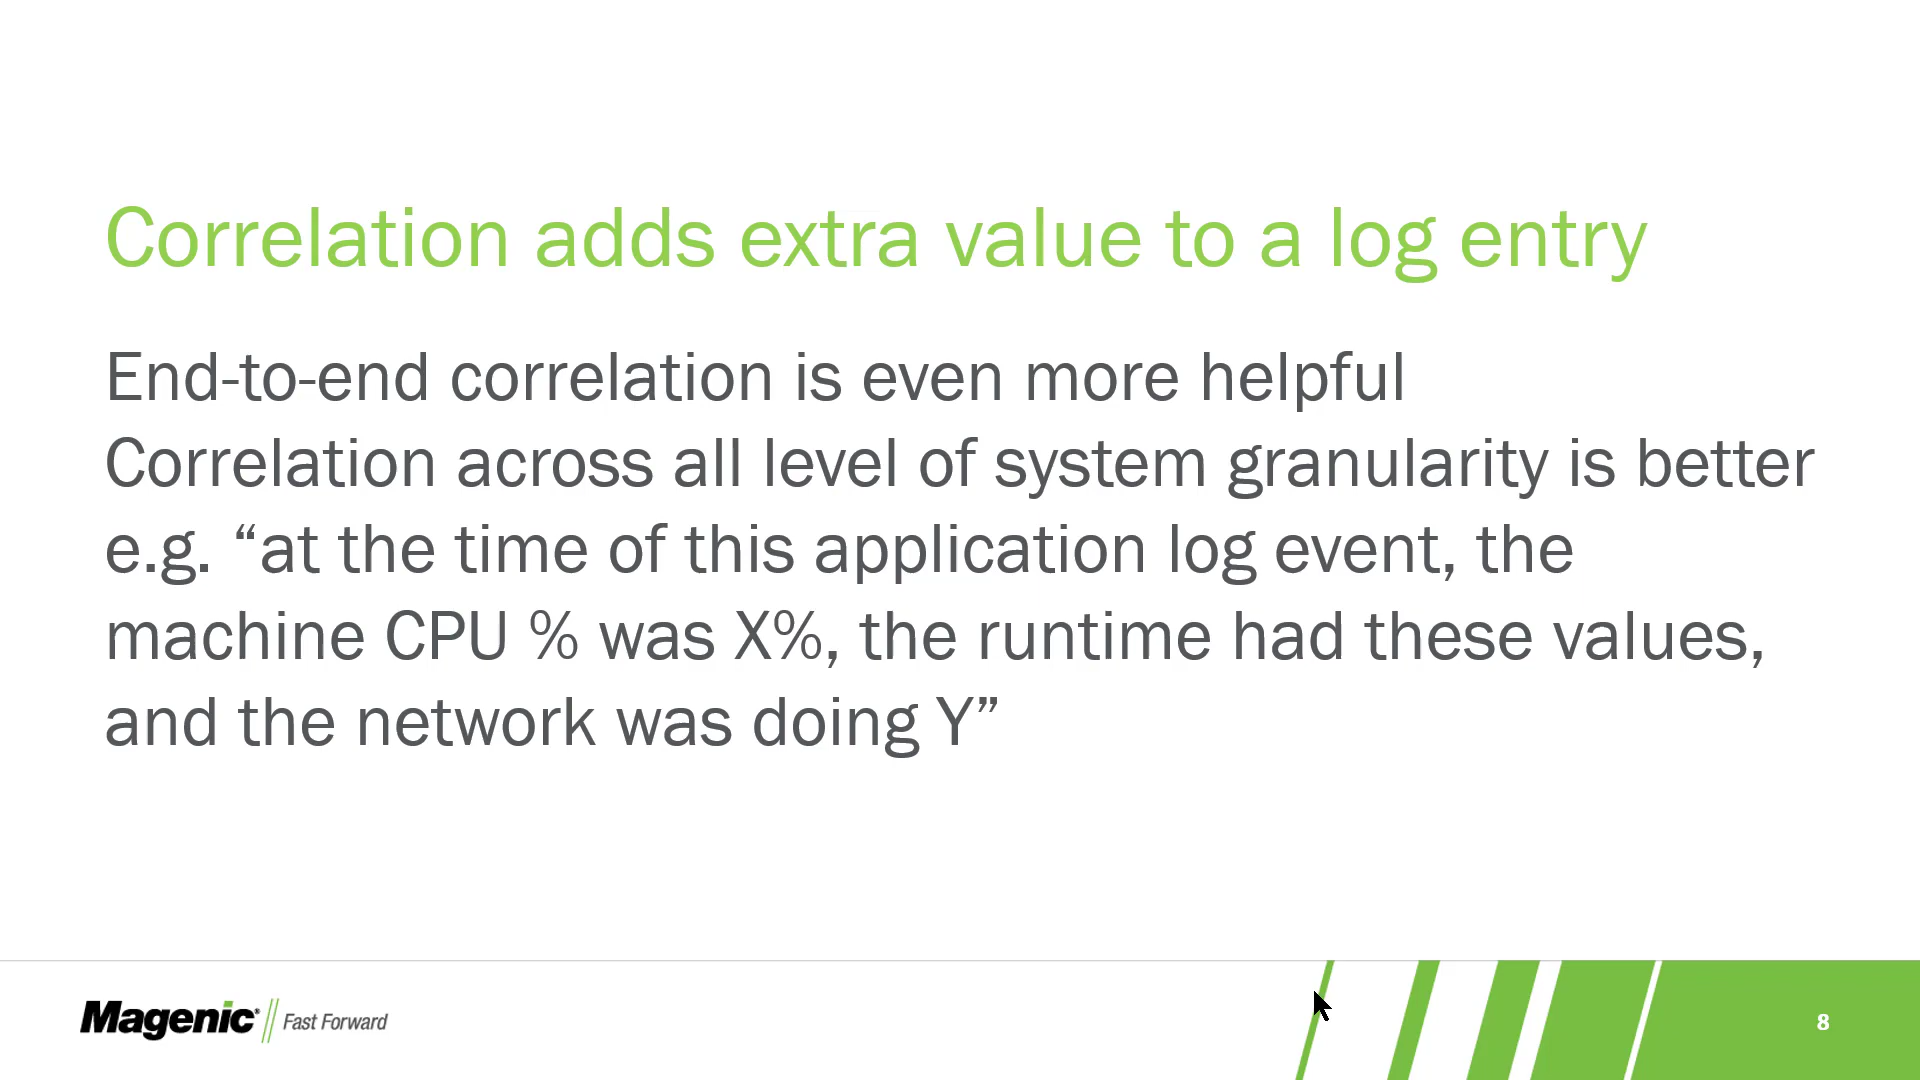 Correlation adds extra value to a log entry
End-to-end correlation is even more helpful
Correlation across all level of system granularity is better
e.g. “at the time of this application log event, the
machine CPU % was X%, the runtime had these values,
and the network was doing Y”
Magenic Fast Forward
8